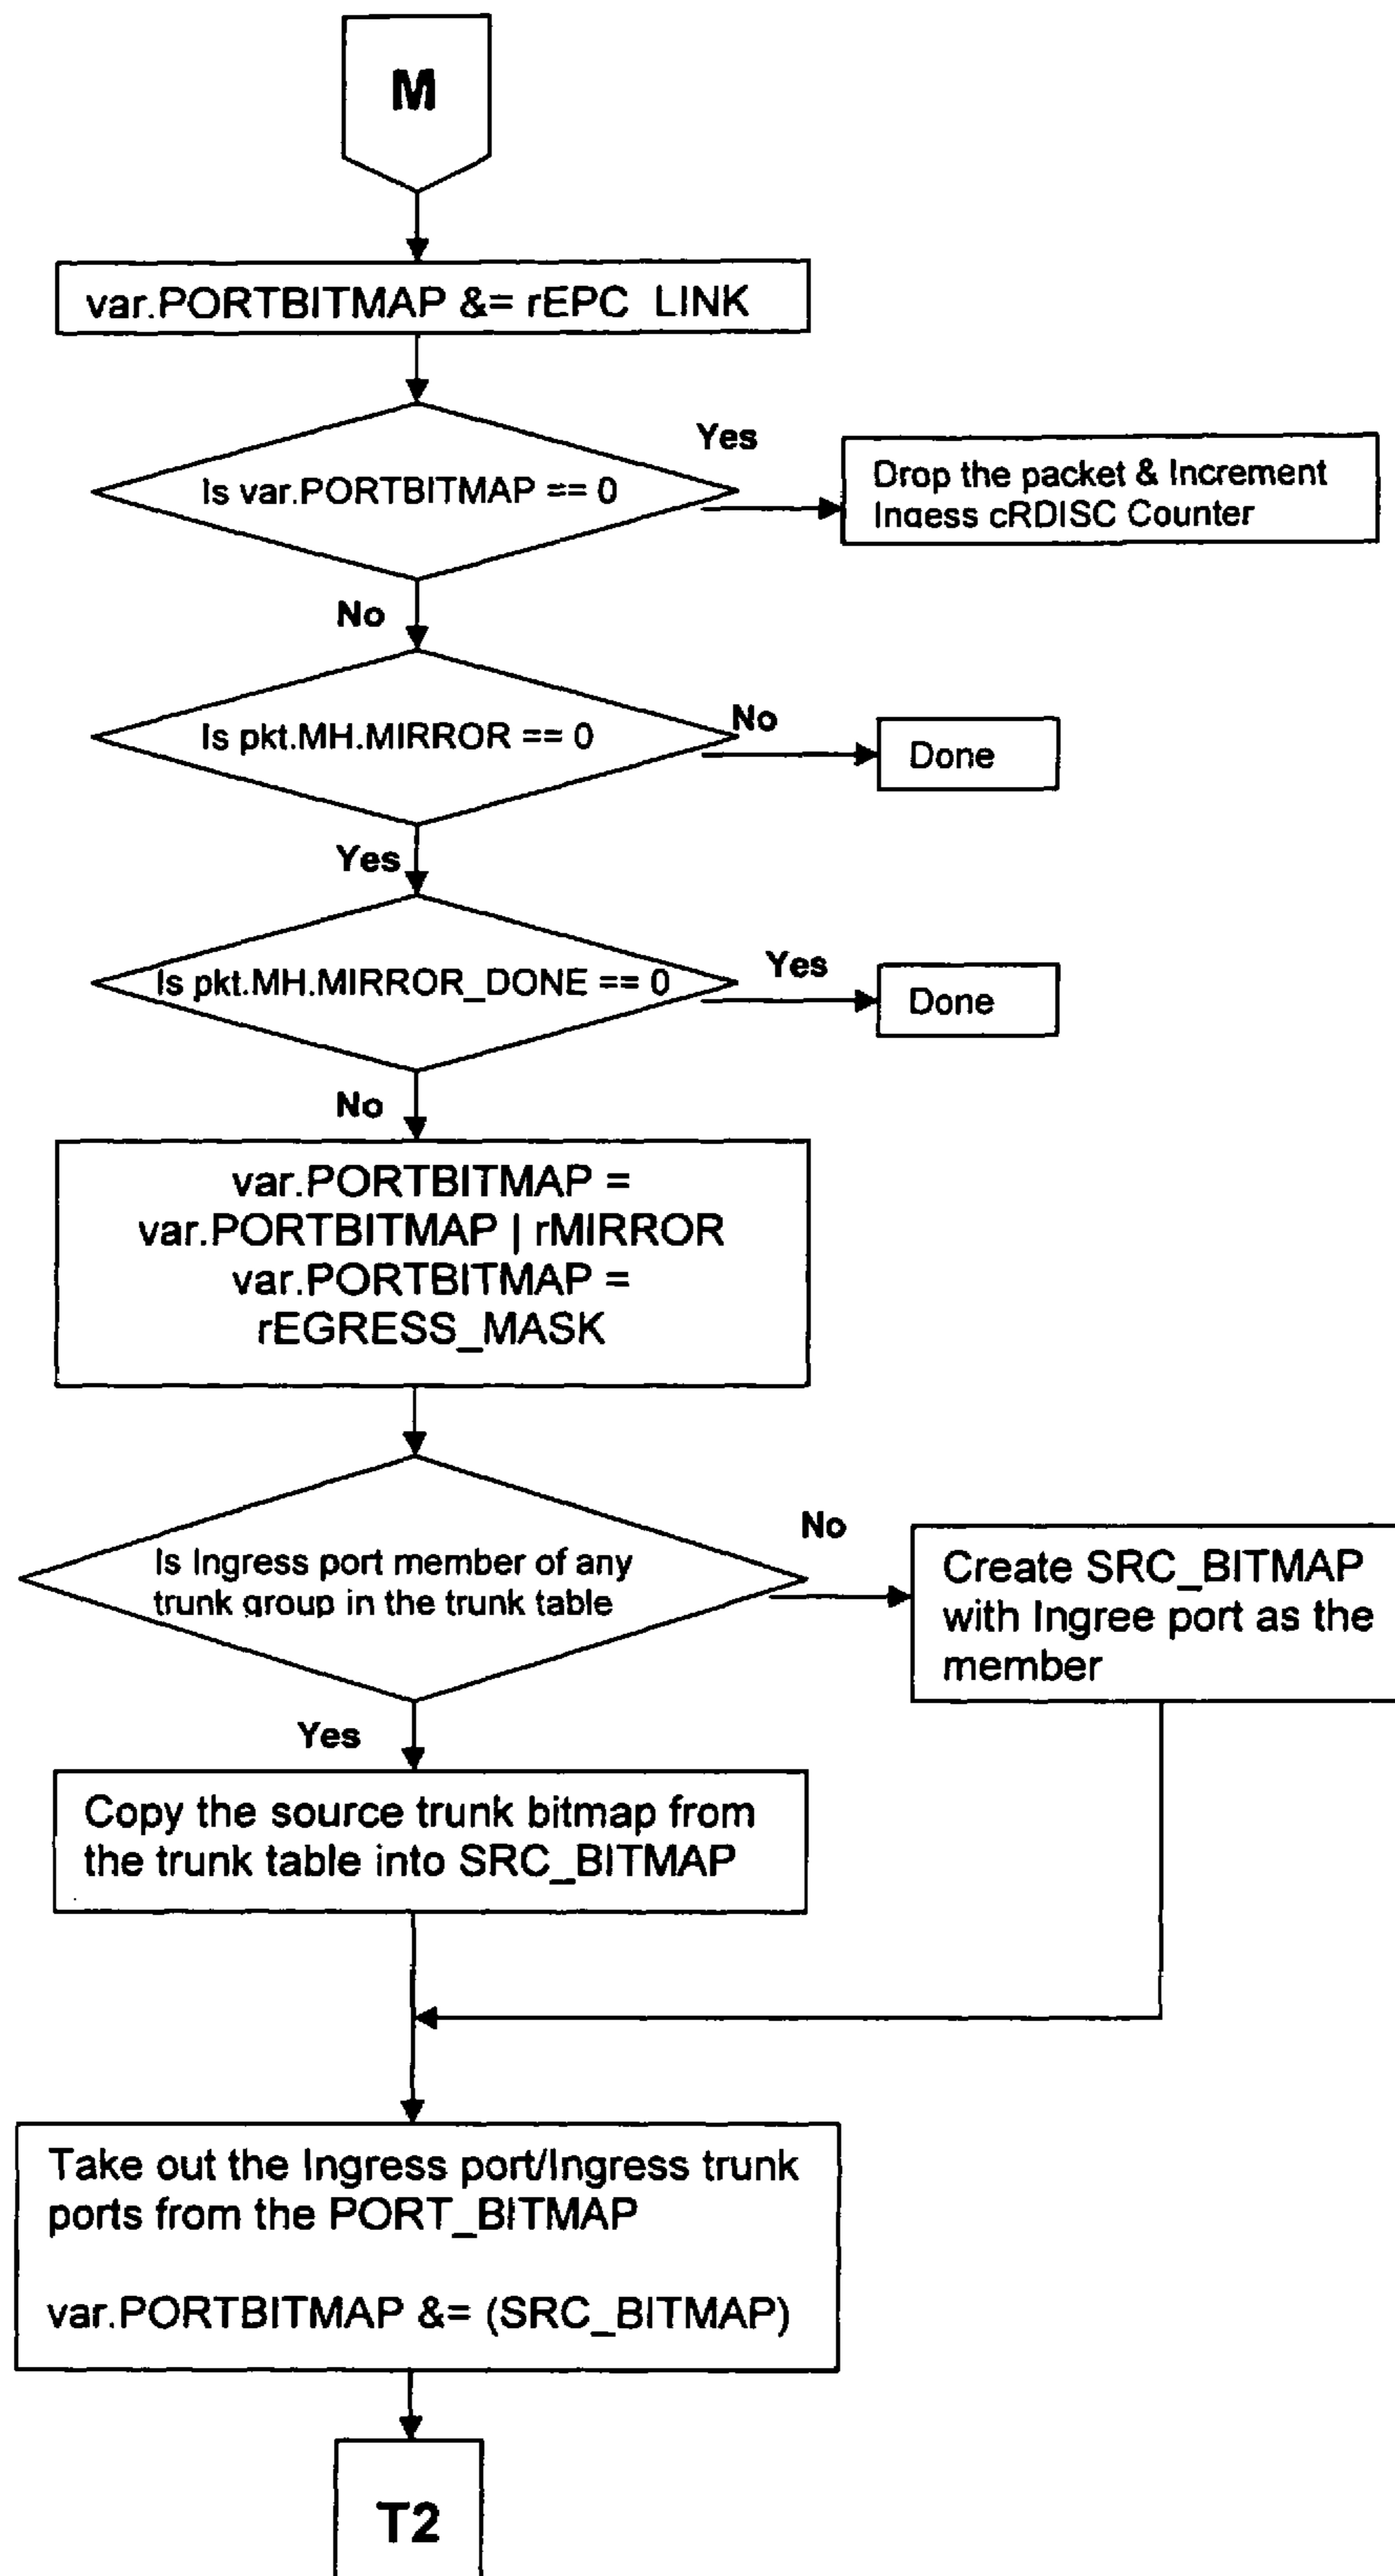 M
var.PORTBITMAP &= rEPC_LINK
Is var.PORTBITMAP == 0
Yes
Drop the packet & Increment
Ingess cRDISC Counter
No
Is pkt.MH.MIRROR == 0
No
Done
Yes
Is pkt.MH.MIRROR_DONE == 0
Yes
Done
No
var.PORTBITMAP =
var.PORTBITMAP | rMIRROR
var.PORTBITMAP =
rEGRESS_MASK
Is Ingress port member of any
trunk group in the trunk table
No
Create SRC_BITMAP
with Ingree port as the
member
Yes
Copy the source trunk bitmap from
the trunk table into SRC_BITMAP
Take out the Ingress port/Ingress trunk
ports from the PORT_BITMAP
var.PORTBITMAP &= (SRC_BITMAP)
T2